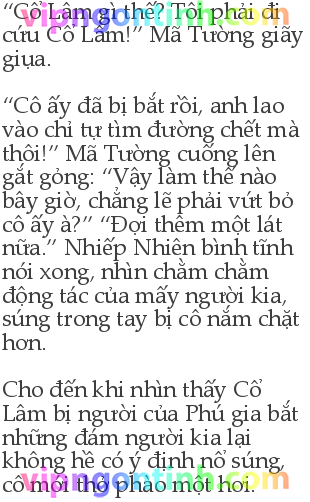 “Cổ Lâm gì thế? Tôi phải đi
cứu Cổ Lâm!” Mã Tường giãy
giụa.
“Cô ấy đã bị bắt rồi, anh lao
vào chỉ tự tìm đường chết mà
thôi!” Mã Tường cuống lên
gắt gỏng: “Vậy làm thế nào
bây giờ, chẳng lẽ phải vứt bỏ
cô ấy à?” “Đợi thêm một lát
nữa.” Nhiếp Nhiên bình tĩnh
nói xong, nhìn chằm chằm
động tác của mấy người kia,
súng trong tay bị cô nắm chặt
hơn.
Cho đến khi nhìn thấy Cổ
Lâm bị người của Phú gia bắt
những đám người kia lại
không hề có ý định nổ súng,
cô mới thở phào một hơi.
vipngontinh.com
vipngontinh.com